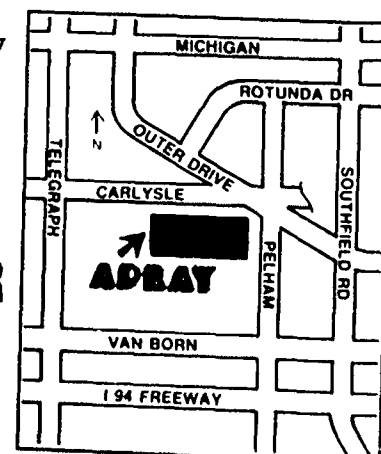 MICHIGAN
ROTUNDA DR
N
OUTER DRIVE
TELEGRAPH
CARLYSLE
SOUTHFIELD RD
ADRAY
PELHAM
VAN BORN
I 94 FREEWAY